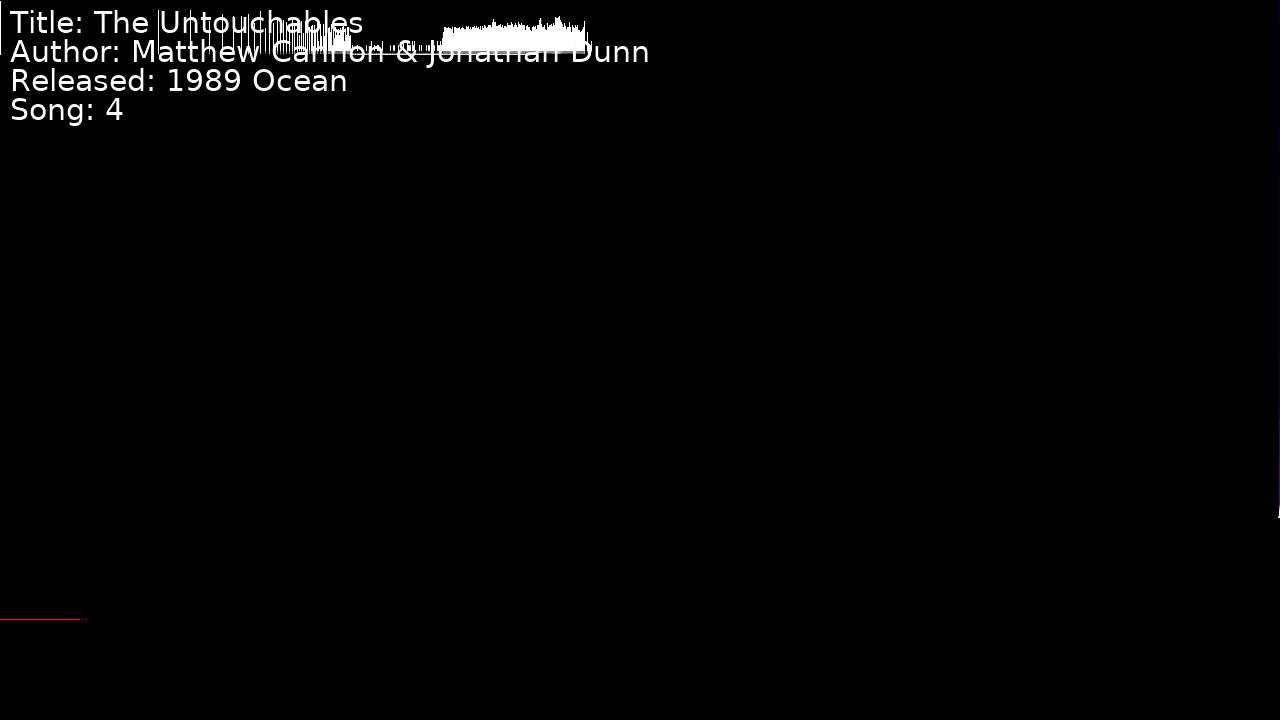 Title: The Untouchables
Author: Matthew Cannon & Jonathan Dunn
Released: 1989 Ocean
Song: 4